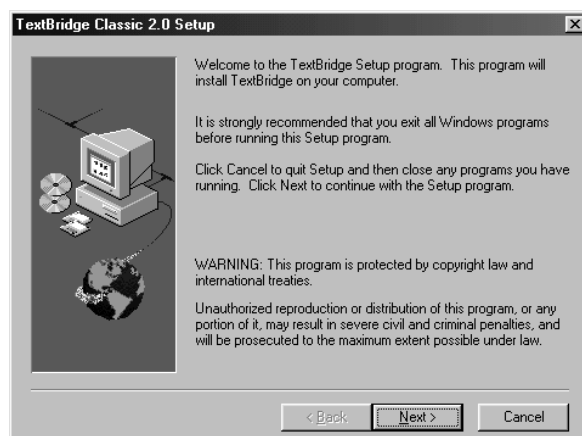 TextBridge Classic 2.0 Setup
Welcome to the TextBridge Setup program. This program will
install TextBridge on your computer.
It is strongly recommended that you exit all Windows programs
before running this Setup program.
Click Cancel to quit Setup and then close any programs you have
running. Click Next to continue with the Setup program.
WARNING: This program is protected by copyright law and
international treaties.
Unauthorized reproduction or distribution of this program, or any
portion of it, may result in severe civil and criminal penalties, and
will be prosecuted to the maximum extent possible under law.
< Back Next > Cancel